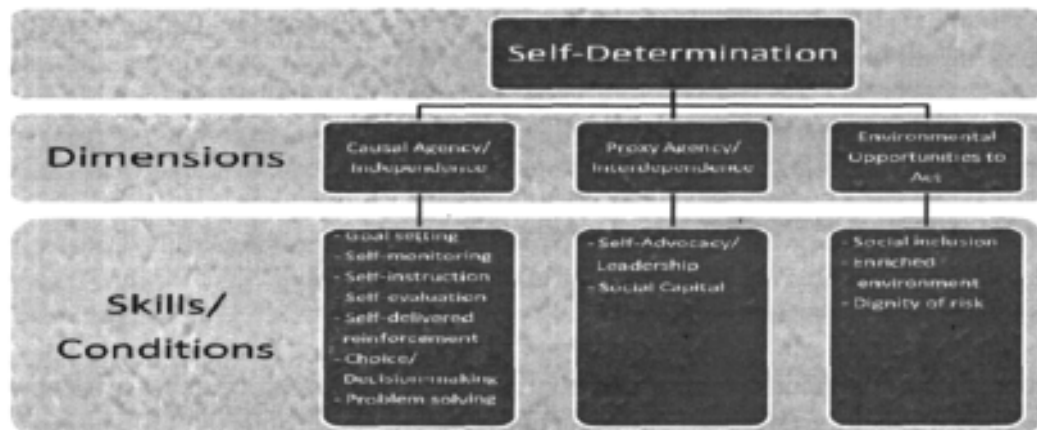 Self-Determination
Dimensions
Causal Agency/
Independence
Proxy Agency/
Interdependence
Environmental
Opportunities to
Act
Skills/
Conditions
- Goal setting
- Self-monitoring
- Self-instruction
- Self-evaluation
- Self-delivered
reinforcement
- Choice/
Decision-making
- Problem solving
- Self-Advocacy/
Leadership
- Social Capital
- Social inclusion
- Enriched
environment
- Dignity of risk